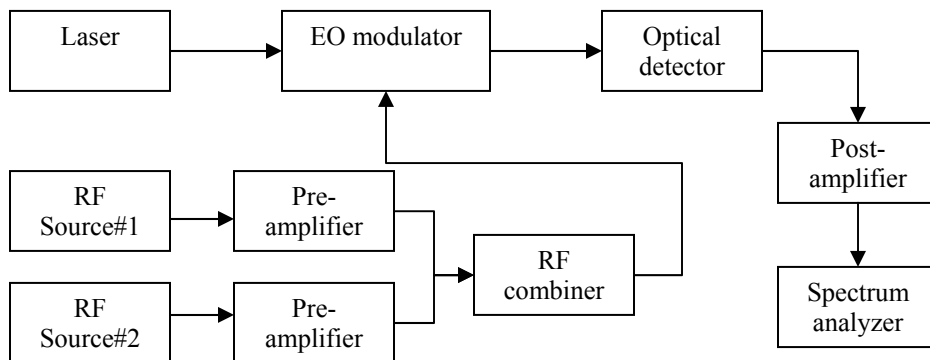 Laser
EO modulator
Optical
detector
Post-
amplifier
RF
Source#1
Pre-
amplifier
RF
combiner
Spectrum
analyzer
RF
Source#2
Pre-
amplifier